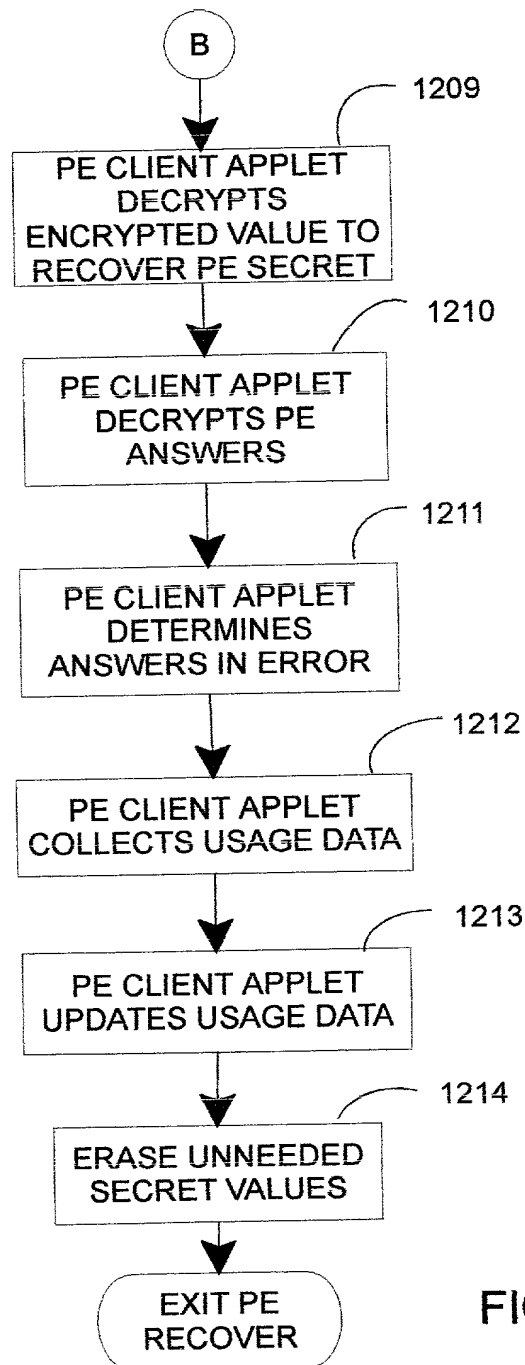 B
1209
PE CLIENT APPLET
DECRYPTS
ENCRYPTED VALUE TO
RECOVER PE SECRET
1210
PE CLIENT APPLET
DECRYPTS PE
ANSWERS
1211
PE CLIENT APPLET
DETERMINES
ANSWERS IN ERROR
1212
PE CLIENT APPLET
COLLECTS USAGE DATA
1213
PE CLIENT APPLET
UPDATES USAGE DATA
1214
ERASE UNNEEDED
SECRET VALUES
EXIT PE
RECOVER